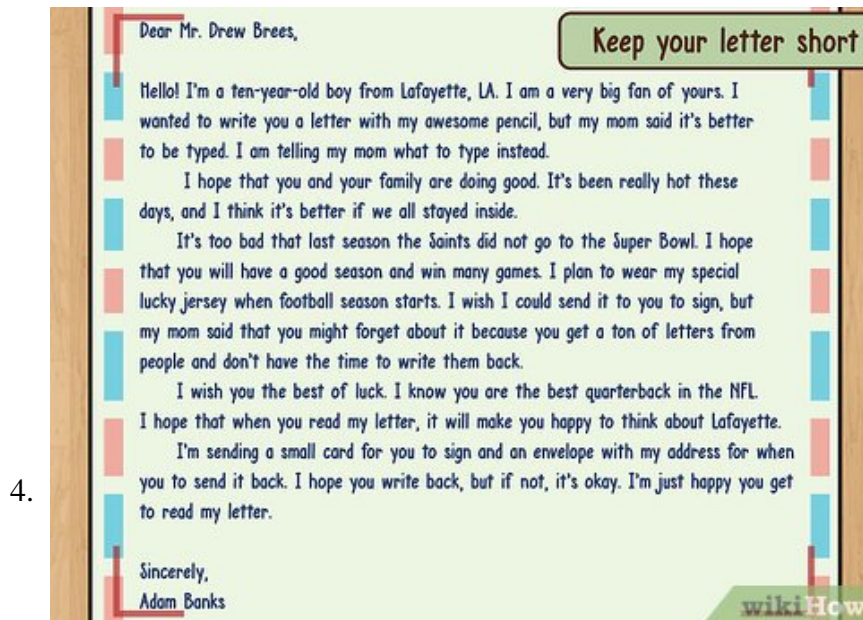 Keep your letter short
Dear Mr. Drew Brees,
Hello! I'm a ten-year-old boy from Lafayette, LA. I am a very big fan of yours. I
wanted to write you a letter with my awesome pencil, but my mom said it's better
to be typed. I am telling my mom what to type instead.
I hope that you and your family are doing good. It's been really hot these
days, and I think it's better if we all stayed inside.
It's too bad that last season the Saints did not go to the Super Bowl. I hope
that you will have a good season and win many games. I plan to wear my special
lucky jersey when football season starts. I wish I could send it to you to sign, but
my mom said that you might forget about it because you get a ton of letters from
people and don't have the time to write them back.
I wish you the best of luck. I know you are the best quarterback in the NFL.
I hope that when you read my letter, it will make you happy to think about Lafayette.
I'm sending a small card for you to sign and an envelope with my address for when
you to send it back. I hope you write back, but if not, it's okay. I'm just happy you get
to read my letter.
Sincerely,
Adam Banks
4.
wikiHow